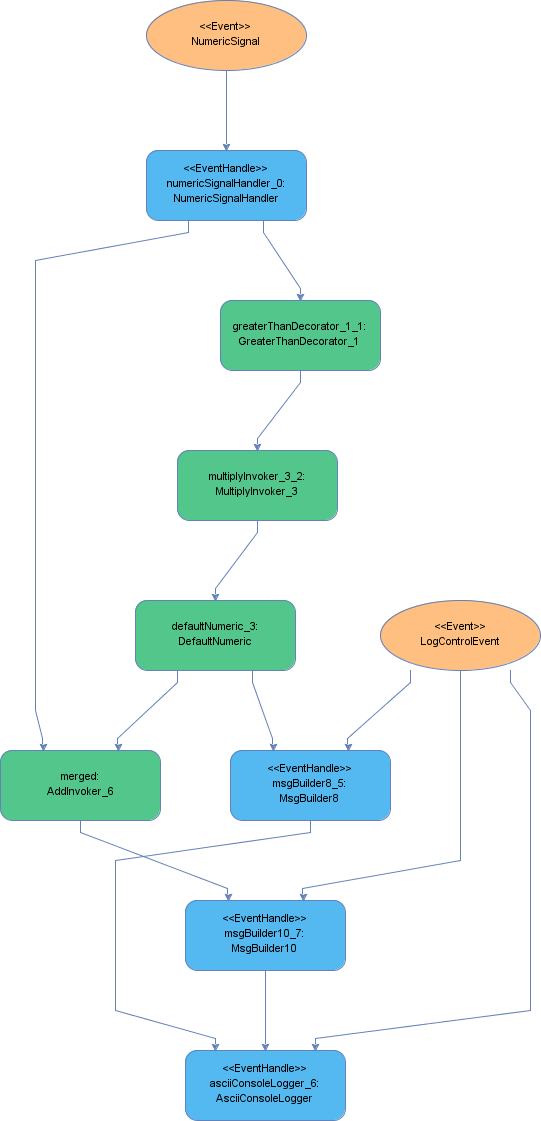 <<Event>>
NumericSignal
<<EventHandle>>
numericSignalHandler_0:
NumericSignalHandler
greaterThanDecorator_1_1:
GreaterThanDecorator_1
multiplyInvoker_3_2:
MultiplyInvoker_3
defaultNumeric_3:
DefaultNumeric
<<Event>>
LogControlEvent
merged:
AddInvoker_6
<<EventHandle>>
msgBuilder8_5:
MsgBuilder8
<<EventHandle>>
msgBuilder10_7:
MsgBuilder10
<<EventHandle>>
asciiConsoleLogger_6:
AsciiConsoleLogger